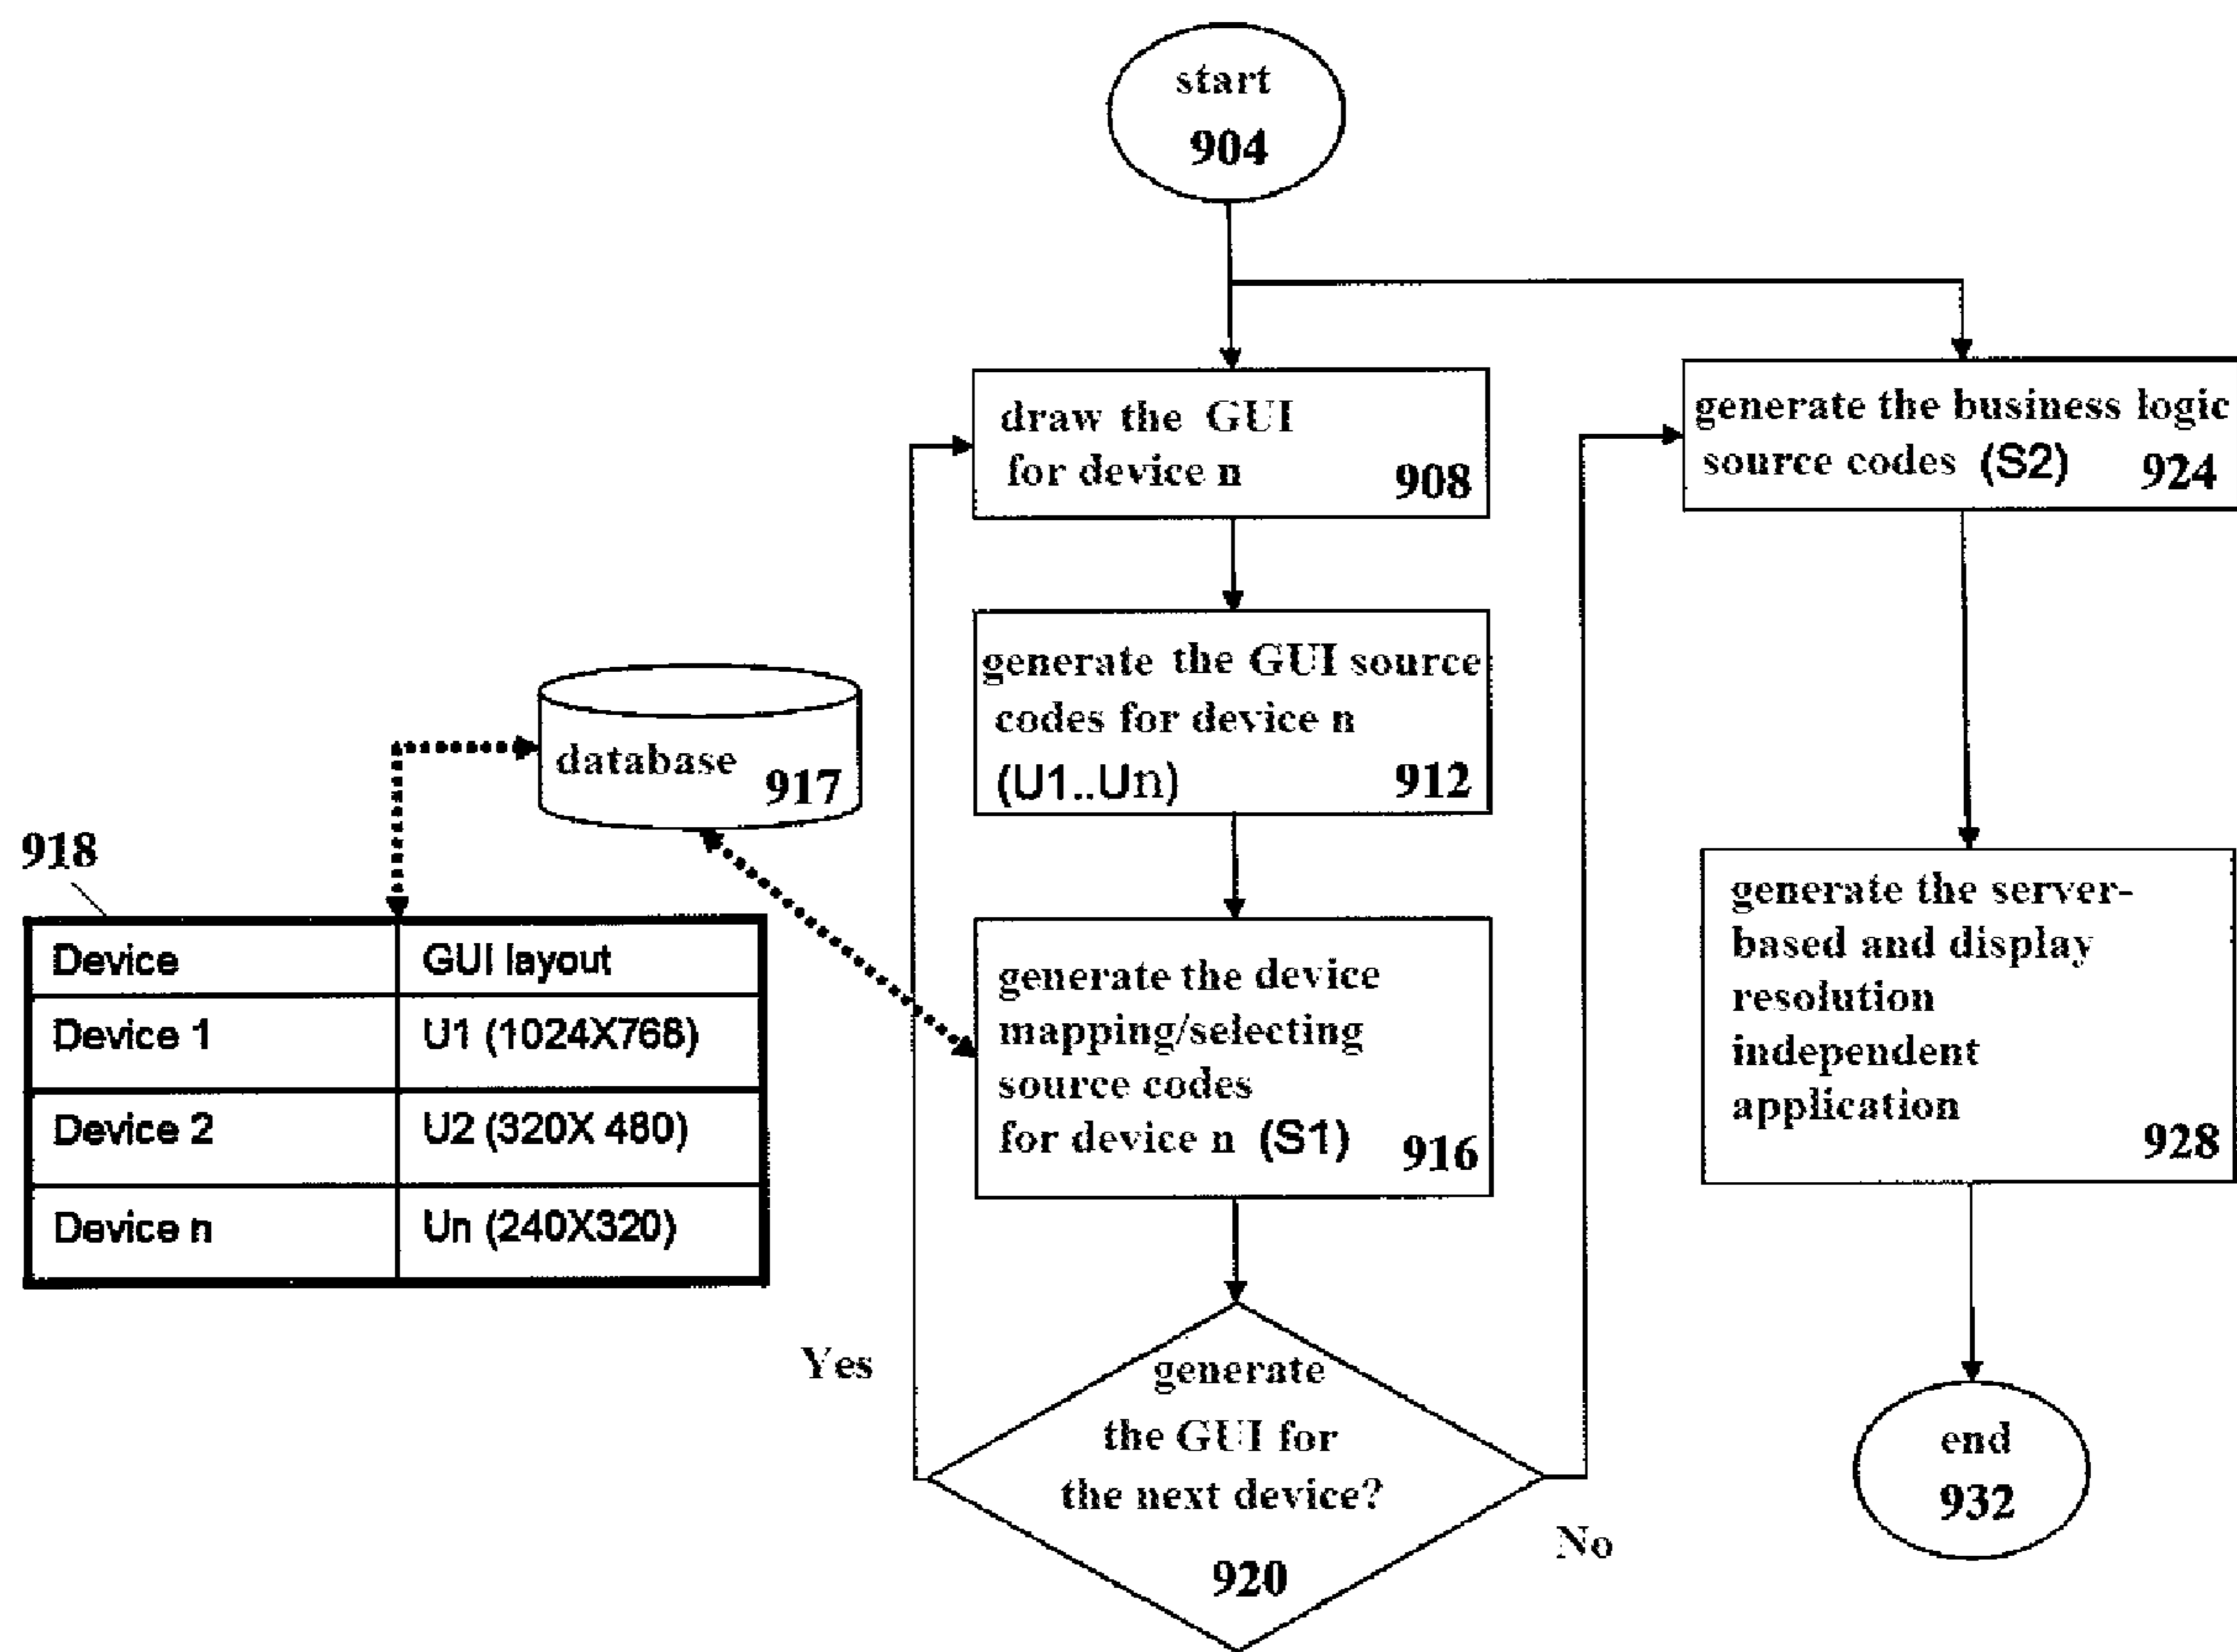 start
904
draw the GUI
for device n
908
generate the business logic
source codes (S2)
924
generate the GUI source
codes for device n
(U1..Un)
912
database
917
918
Device
GUI layout
Device 1
U1 (1024X768)
Device 2
U2 (320X 480)
Device n
Un (240X320)
generate the device
mapping/selecting
source codes
for device n (S1)
916
generate the server-
based and display
resolution
independent
application
928
Yes
generate
the GUI for
the next device?
920
No
end
932